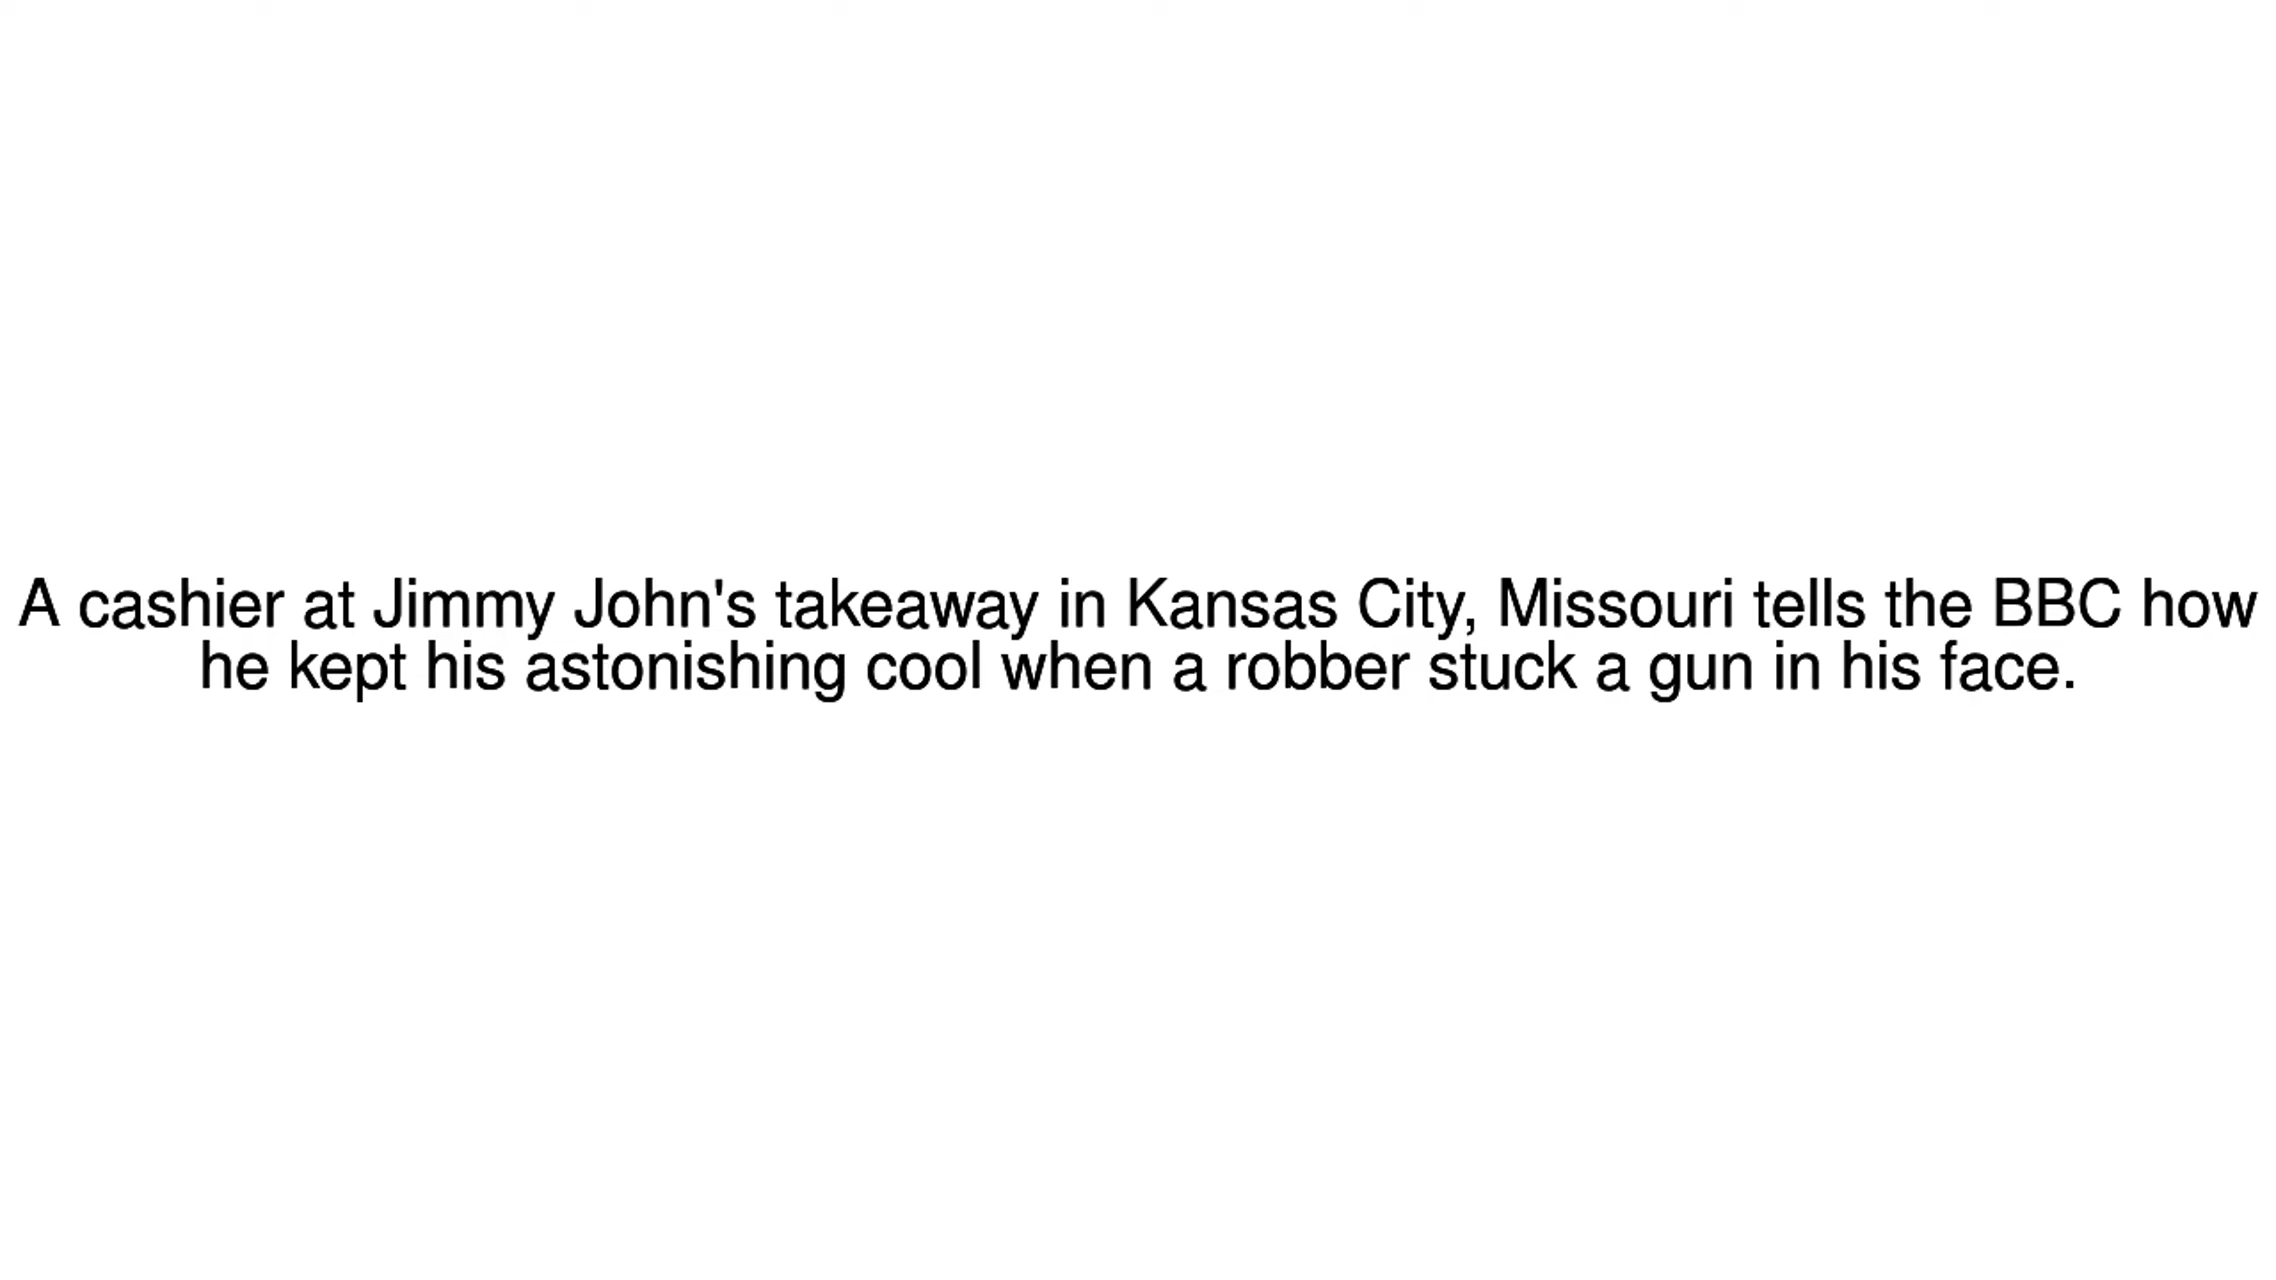 A cashier at Jimmy John's takeaway in Kansas City, Missouri tells the BBC how
he kept his astonishing cool when a robber stuck a gun in his face.